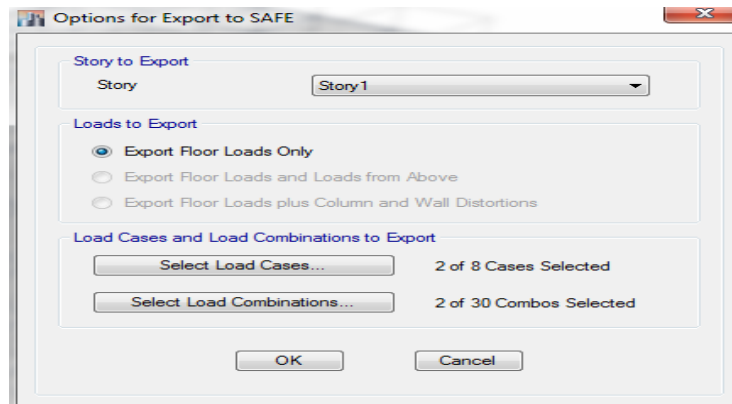 Options for Export to SAFE
Story to Export
Story Story1
Loads to Export
Export Floor Loads Only
Export Floor Loads and Loads from Above
Export Floor Loads plus Column and Wall Distortions
Load Cases and Load Combinations to Export
Select Load Cases... 2 of 8 Cases Selected
Select Load Combinations... 2 of 30 Combos Selected
OK Cancel